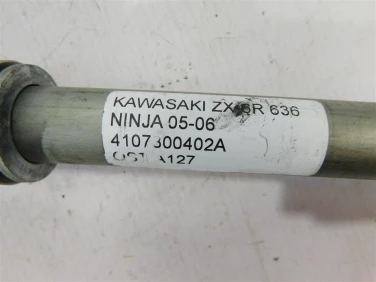 KAWASAKI ZX-6R 636
NINJA 05-06
4107300402A
A127